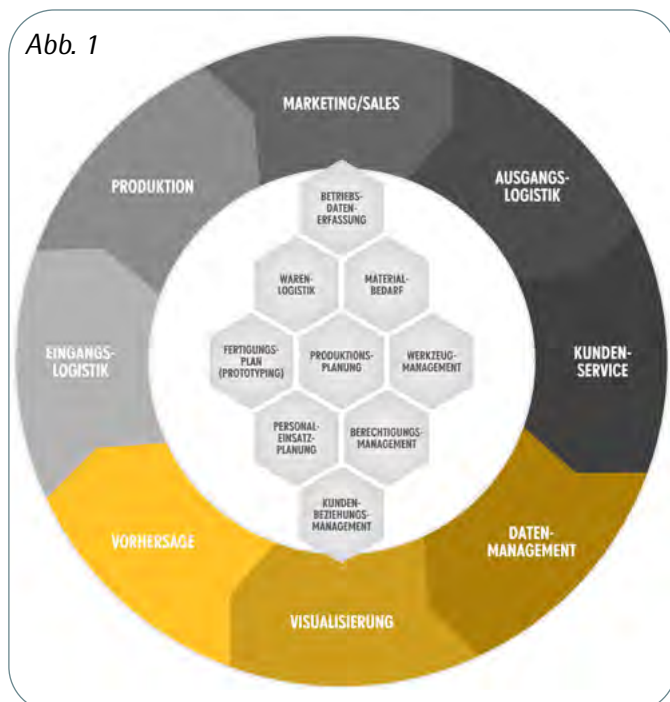 Abb. 1
MARKETING/SALES
PRODUKTION
AUSGANGS-
LOGISTIK
BETRIEBS-
DATEN-
ERFASSUNG
WAREN-
LOGISTIK
MATERIAL-
BEDARF
EINGANGS-
LOGISTIK
FERTIGUNGS-
PLAN
(PROTOTYPING)
PRODUKTIONS-
PLANUNG
WERKZEUG-
MANAGEMENT
KUNDEN-
SERVICE
PERSONAL-
EINSATZ-
PLANUNG
BERECHTIGUNGS-
MANAGEMENT
KUNDEN-
BEZIEHUNGS-
MANAGEMENT
VORHERSAGE
DATEN-
MANAGEMENT
VISUALISIERUNG